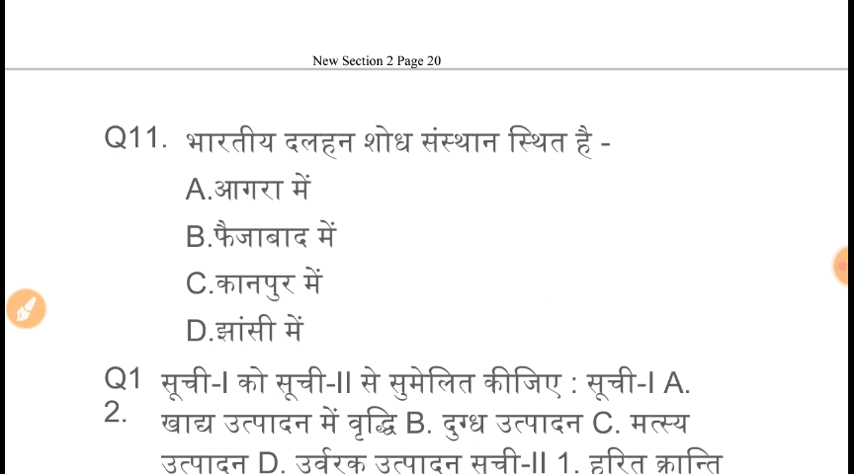 New Section 2 Page 20
Q11. भारतीय दलहन शोध संस्थान स्थित है -
A.आगरा में
B.फैजाबाद में
C.कानपुर में
D.झांसी में
Q1 सूची-I को सूची-II से सुमेलित कीजिए : सूची-I A.
2. खाद्य उत्पादन में वृद्धि B. दुग्ध उत्पादन C. मत्स्य
उत्पादन D. उर्वरक उत्पादन सूची-II 1. हरित क्रान्ति